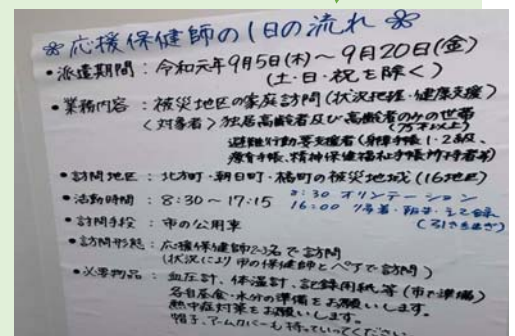 ※応援保健師の1日の流れ※
•派遣期間：令和元年9月5日(木)～9月20日(金)
(土・日・祝を除く)
•業務内容：被災地区の家庭訪問(状況把握・健康支援)
〈対象者〉独居高齢者及び高齢者のみの世帯
避難行動要支援者(身障手帳1・2級、
療育手帳、精神保健福祉手帳所持者等)
•訪問地区：北方町・朝日町・橘町の被災地域(16地区)
•活動時間：8:30～17:15
8:30 オリンテーション
16:00 帰着・報告・記録
(引きつぎ)
•訪問手段：市の公用車
•訪問形態：応援保健師2~3名で訪問
(状況により市の保健師とペアで訪問)
•必要物品：血圧計、体温計、記録用紙等(市で準備)
各自昼食・水分の準備をお願いします。
熱中症対策をお願いします。
帽子、アームカバーも持っていってください。